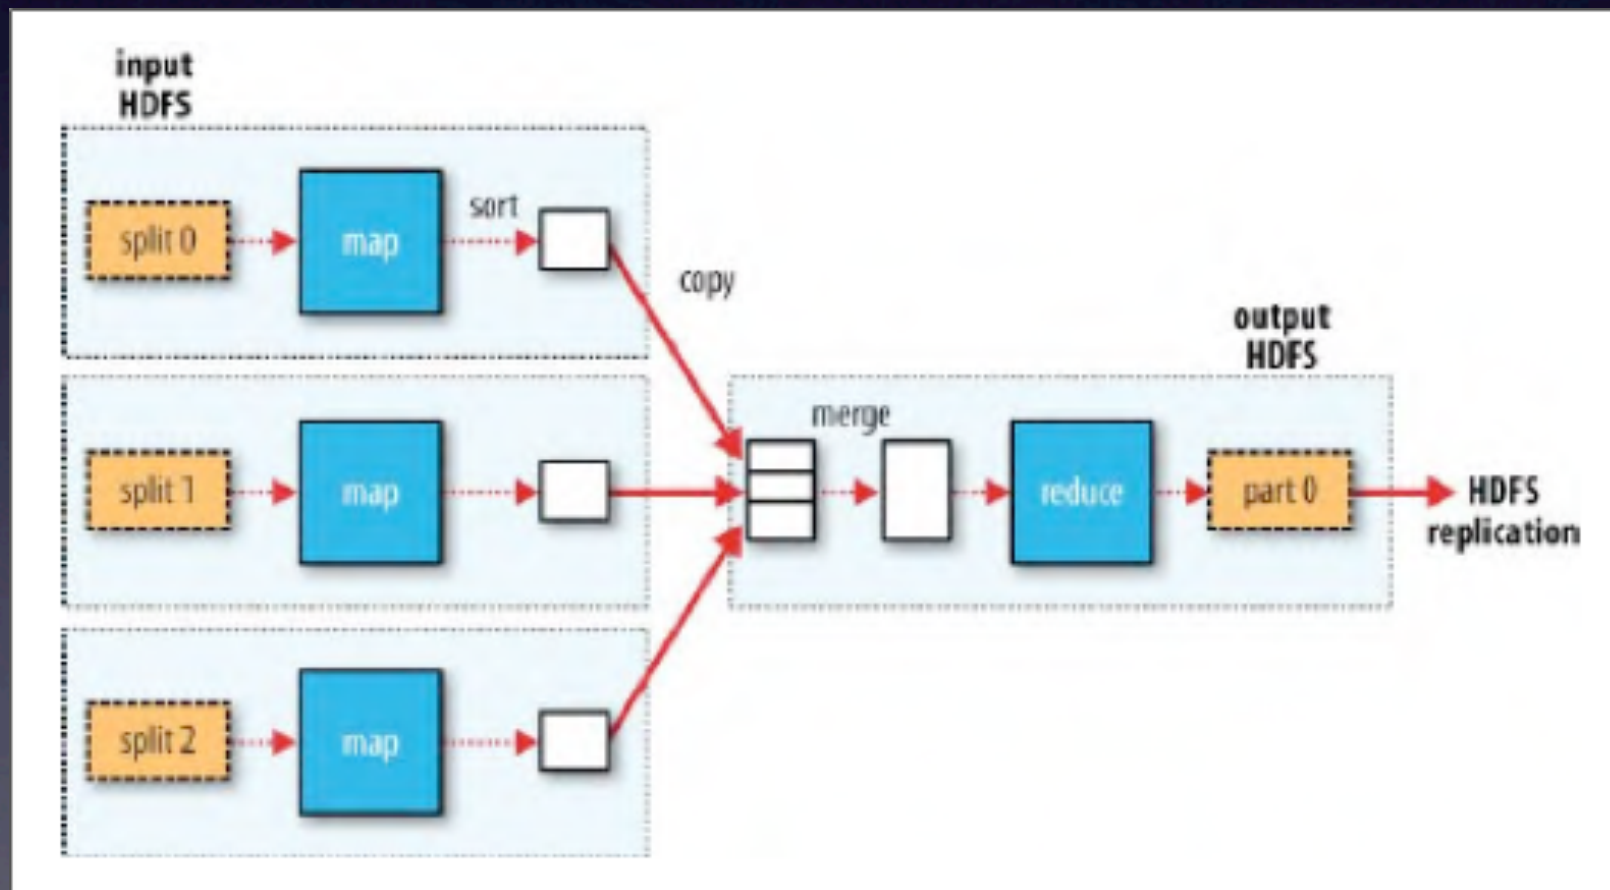 input
HDFS
split 0
map
sort
copy
split 1
map
split 2
map
merge
reduce
output
HDFS
part 0
HDFS
replication